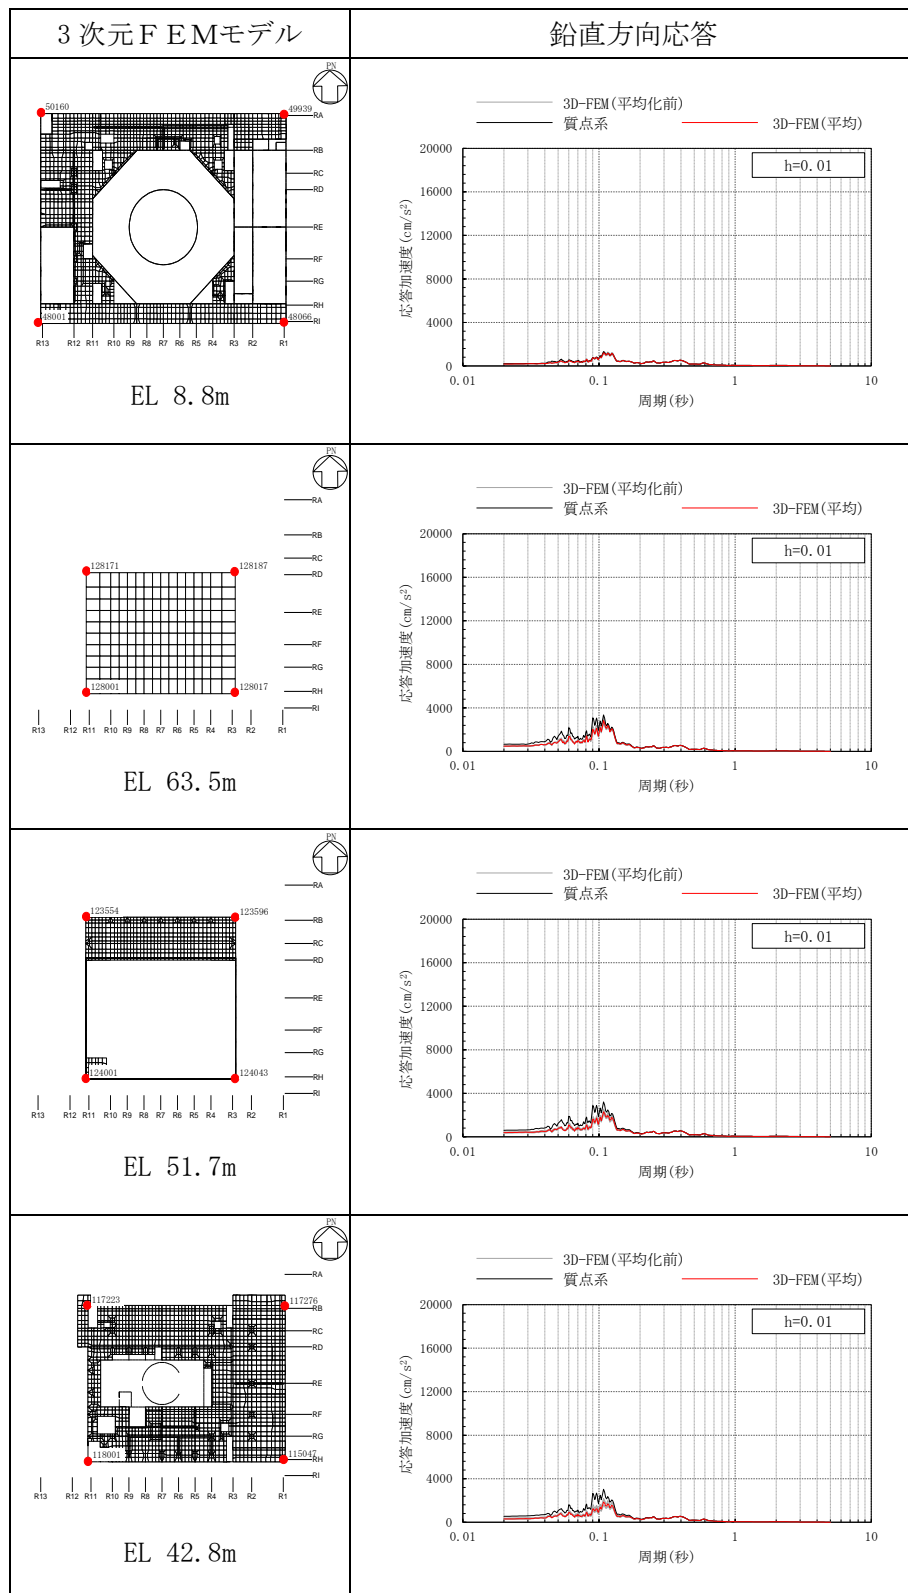 3次元ＦＥＭモデル
鉛直方向応答
PN
50160
49939
RA
RB
RC
RD
RE
RF
RG
RH
RI
48001
48066
R13 R12 R11 R10 R9 R8 R7 R6 R5 R4 R3 R2 R1
EL 8.8m
3D-FEM(平均化前)
質点系
3D-FEM(平均)
h=0.01
20000
16000
12000
8000
4000
0
応答加速度(cm/s²)
0.01 0.1 1 10
周期(秒)
PN
RA
RB
RC
128171
128187
RD
RE
RF
RG
128001
128017
RH
RI
R13 R12 R11 R10 R9 R8 R7 R6 R5 R4 R3 R2 R1
EL 63.5m
3D-FEM(平均化前)
質点系
3D-FEM(平均)
h=0.01
20000
16000
12000
8000
4000
0
応答加速度(cm/s²)
0.01 0.1 1 10
周期(秒)
PN
RA
123554
123596
RB
RC
RD
RE
RF
RG
124001
124043
RH
RI
R13 R12 R11 R10 R9 R8 R7 R6 R5 R4 R3 R2 R1
EL 51.7m
3D-FEM(平均化前)
質点系
3D-FEM(平均)
h=0.01
20000
16000
12000
8000
4000
0
応答加速度(cm/s²)
0.01 0.1 1 10
周期(秒)
PN
RA
117223
117276
RB
RC
RD
RE
RF
RG
118001
115047
RH
RI
R13 R12 R11 R10 R9 R8 R7 R6 R5 R4 R3 R2 R1
EL 42.8m
3D-FEM(平均化前)
質点系
3D-FEM(平均)
h=0.01
20000
16000
12000
8000
4000
0
応答加速度(cm/s²)
0.01 0.1 1 10
周期(秒)